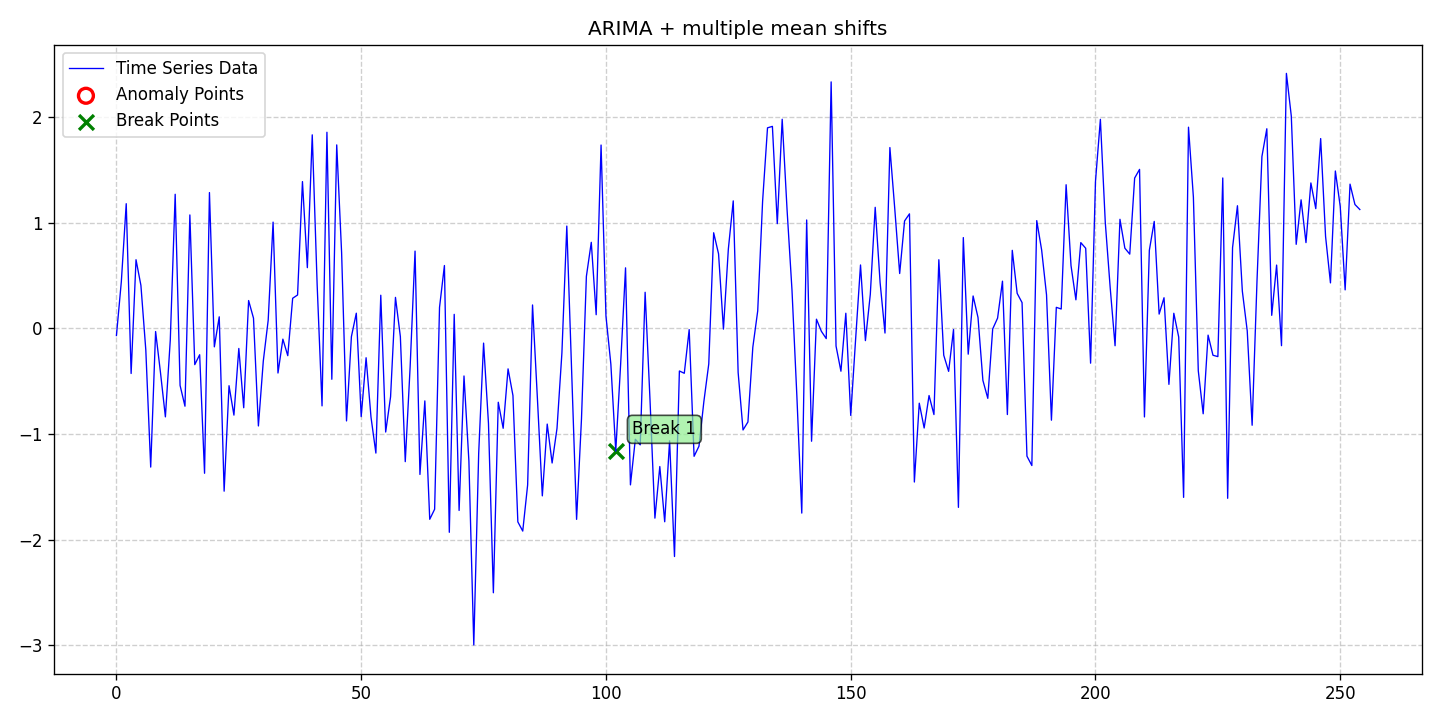 ARIMA + multiple mean shifts
Time Series Data
Anomaly Points
Break Points
2
1
0
−1
−2
−3
Break 1
0
50
100
150
200
250